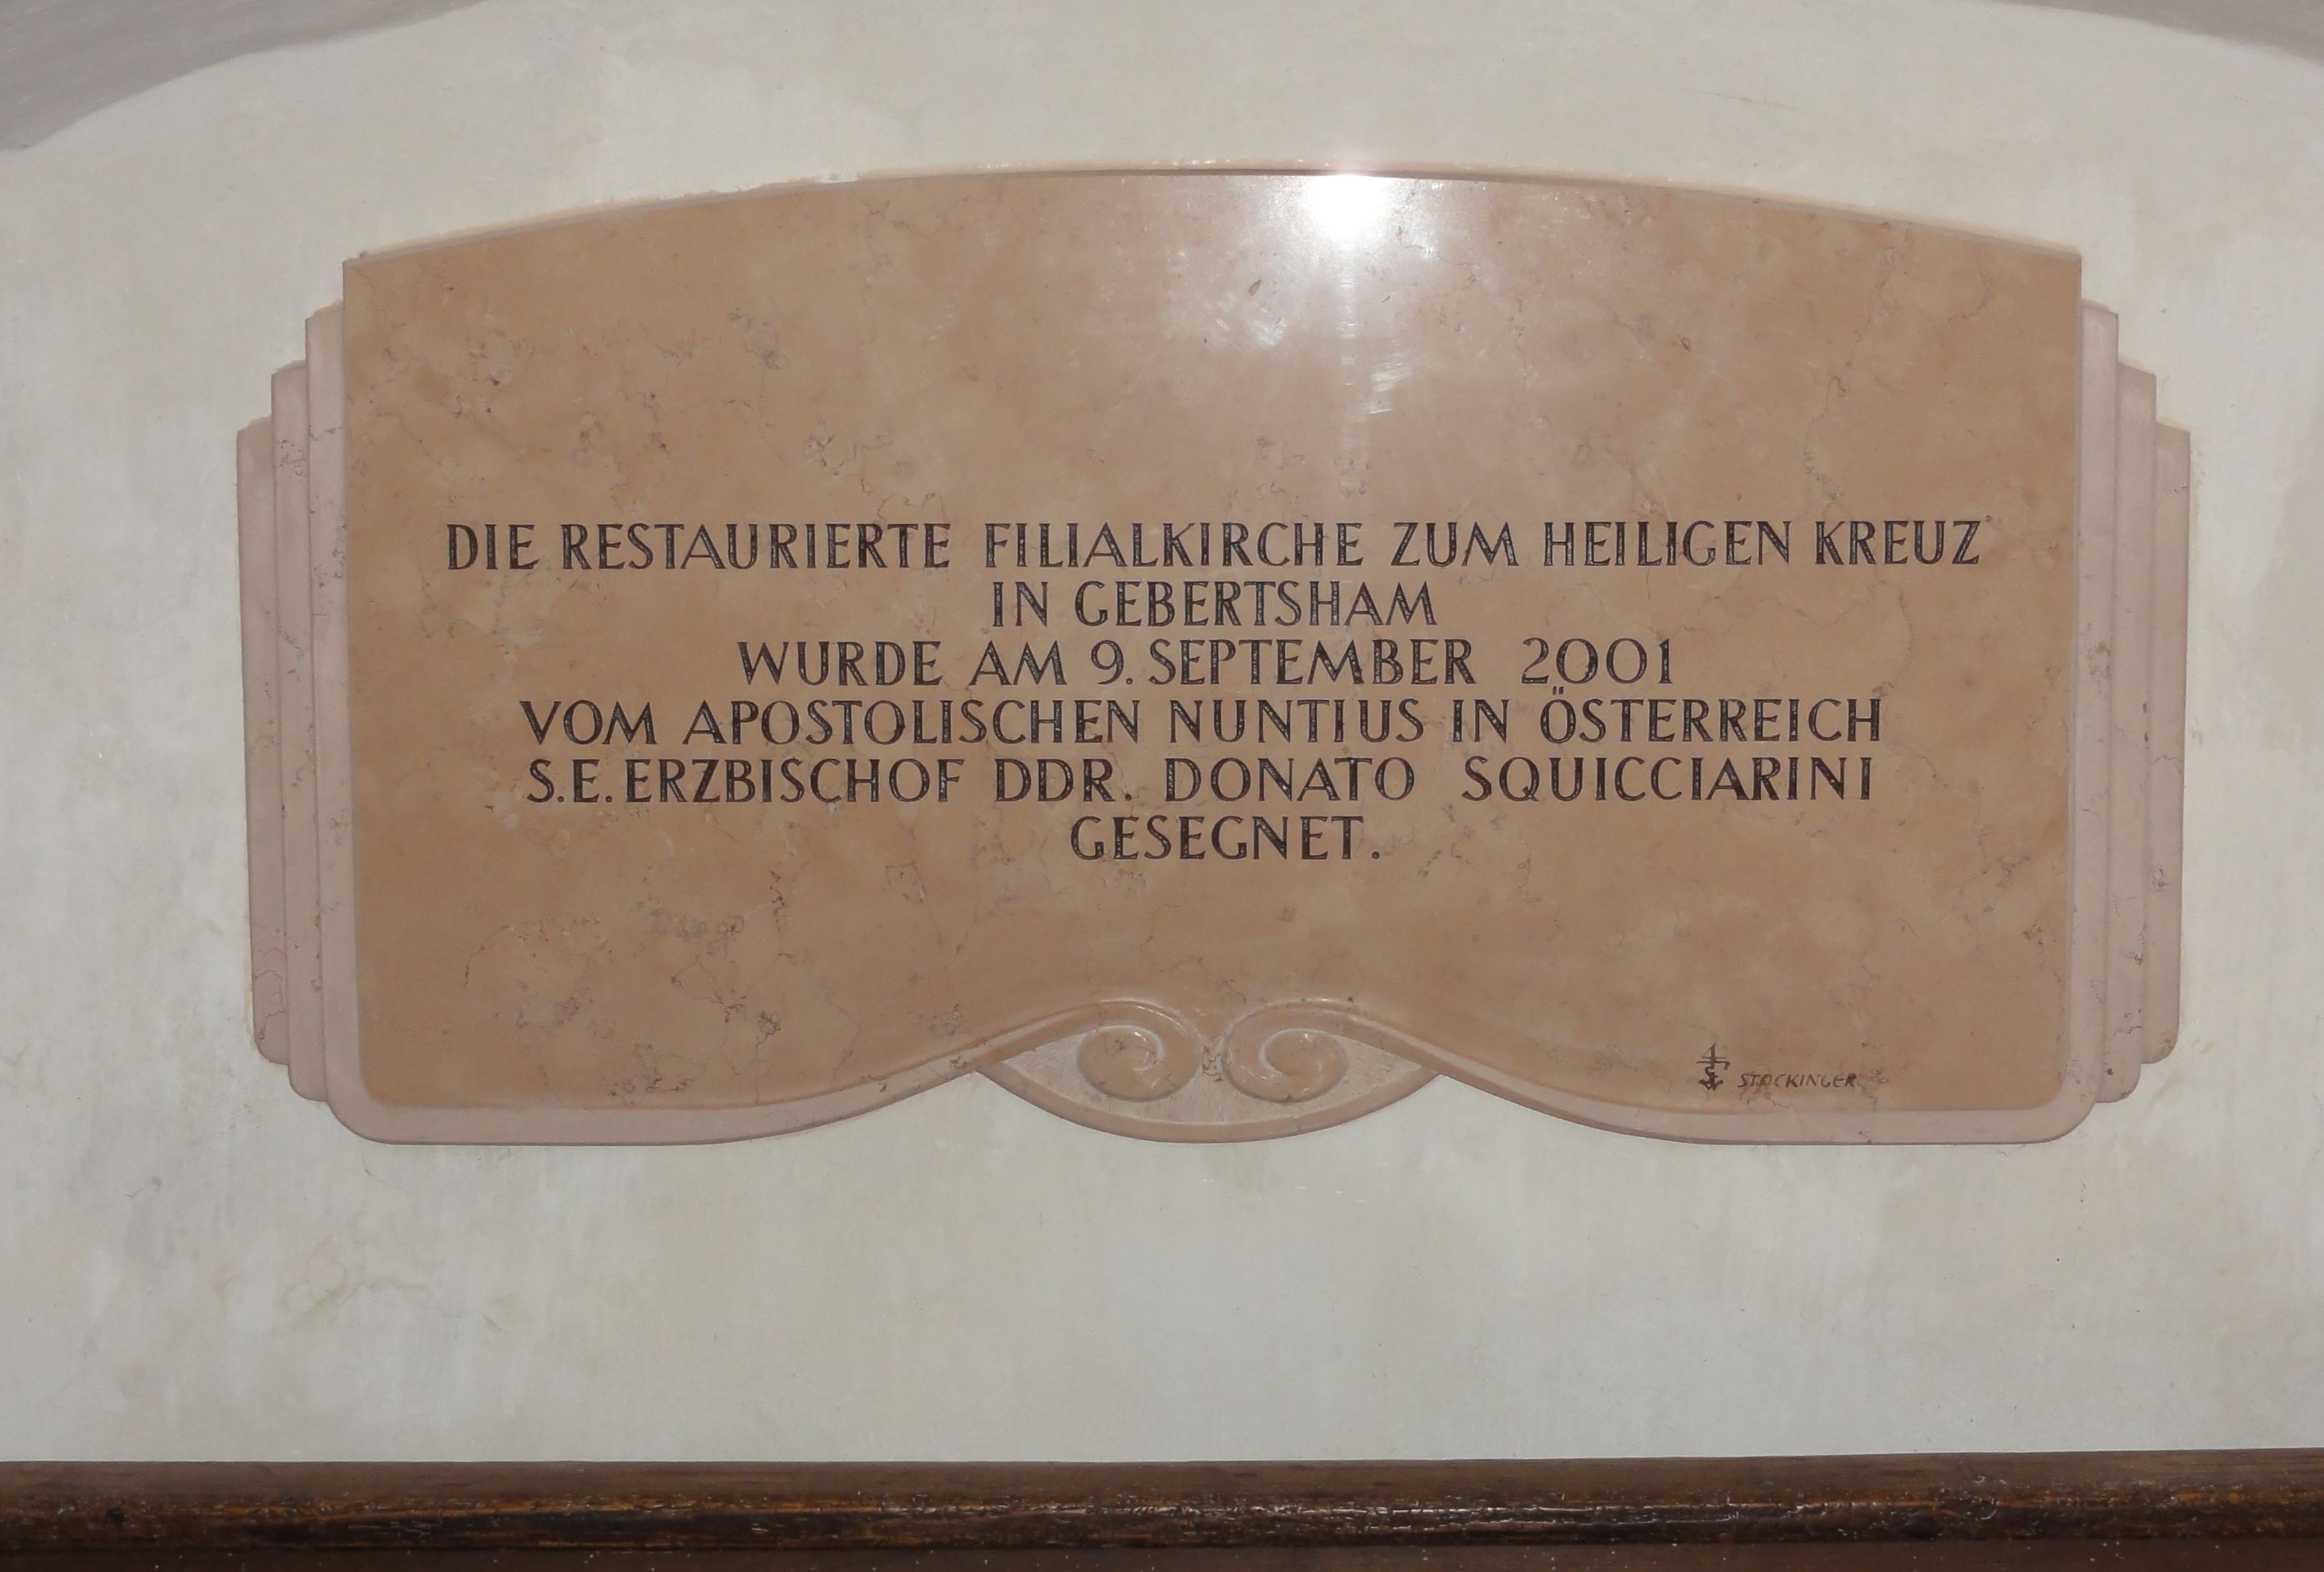 DIE RESTAURIERTE FILIALKIRCHE ZUM HEILIGEN KREUZ
IN GEBERTSHAM
WURDE AM 9. SEPTEMBER 2001
VOM APOSTOLISCHEN NUNTIUS IN ÖSTERREICH
S.E. ERZBISCHOF DDR. DONATO SQUICCIARINI
GESEGNET.
STOCKINGER